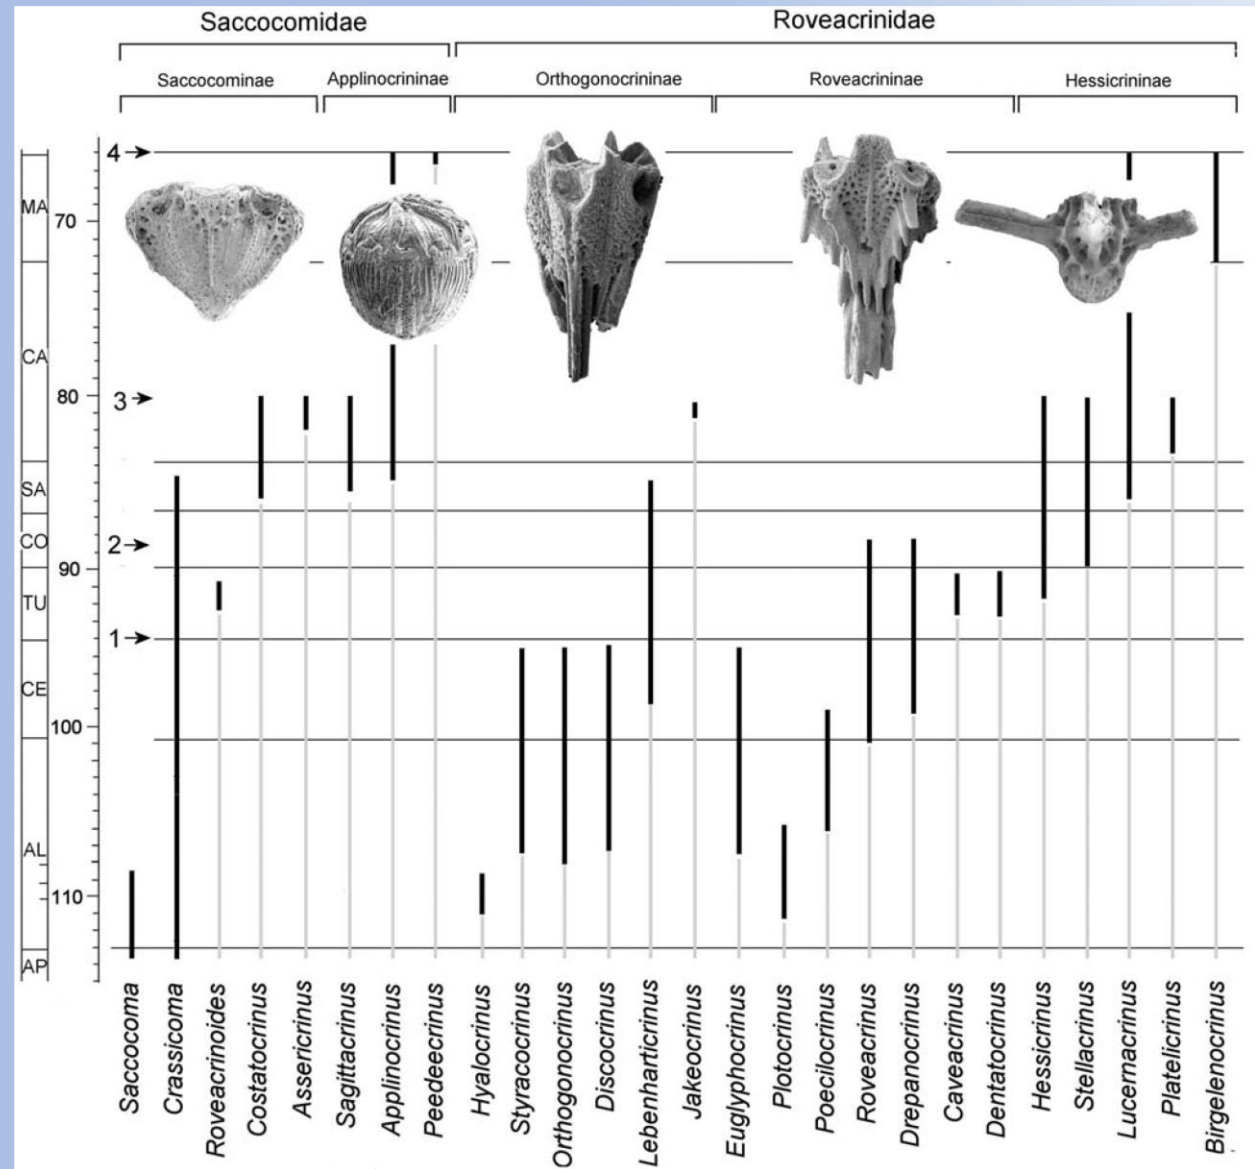 Saccocomidae
Roveacrinidae
Saccocominae
Applinocrininae
Orthogonocrininae
Roveacrininae
Hessicrininae
4
MA
70
CA
80
3
SA
CO
2
90
TU
1
CE
100
AL
110
AP
Saccocoma
Crassicoma
Roveacrinoides
Costatocrinus
Assericrinus
Sagittacrinus
Applinocrinus
Peedeecrinus
Hyalocrinus
Styracocrinus
Orthogonocrinus
Discocrinus
Lebenharticrinus
Jakeocrinus
Euglyphocrinus
Plotocrinus
Poecilocrinus
Roveacrinus
Drepanocrinus
Caveacrinus
Dentatocrinus
Hessicrinus
Stellacrinus
Lucernacrinus
Platelicrinus
Birgelenocrinus